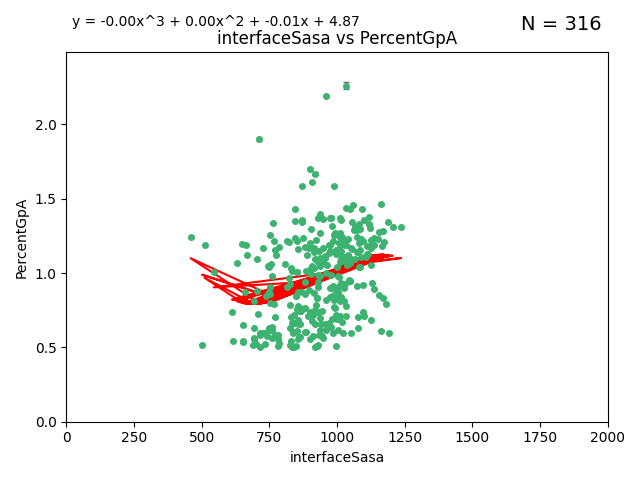 y = -0.00x^3 + 0.00x^2 + -0.01x + 4.87
N = 316
interfaceSasa vs PercentGpA
PercentGpA
2.0
1.5
1.0
0.5
0.0
0 250 500 750 1000 1250 1500 1750 2000
interfaceSasa